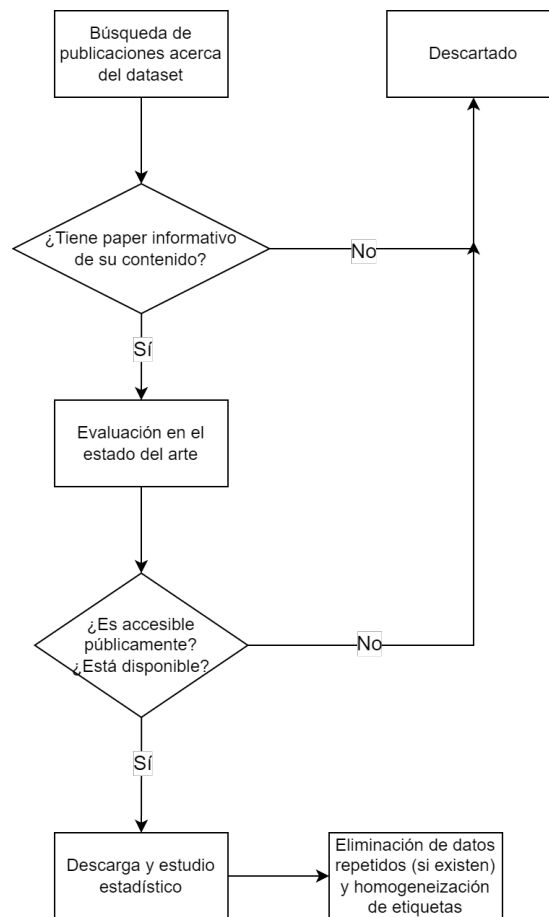 Búsqueda de
publicaciones acerca
del dataset
Descartado
¿Tiene paper informativo
de su contenido?
No
Sí
Evaluación en el
estado del arte
¿Es accesible
públicamente?
¿Está disponible?
No
Sí
Descarga y estudio
estadístico
Eliminación de datos
repetidos (si existen)
y homogeneización
de etiquetas